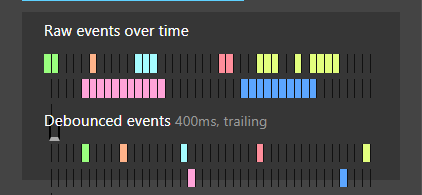 Raw events over time
Debounced events 400ms, trailing